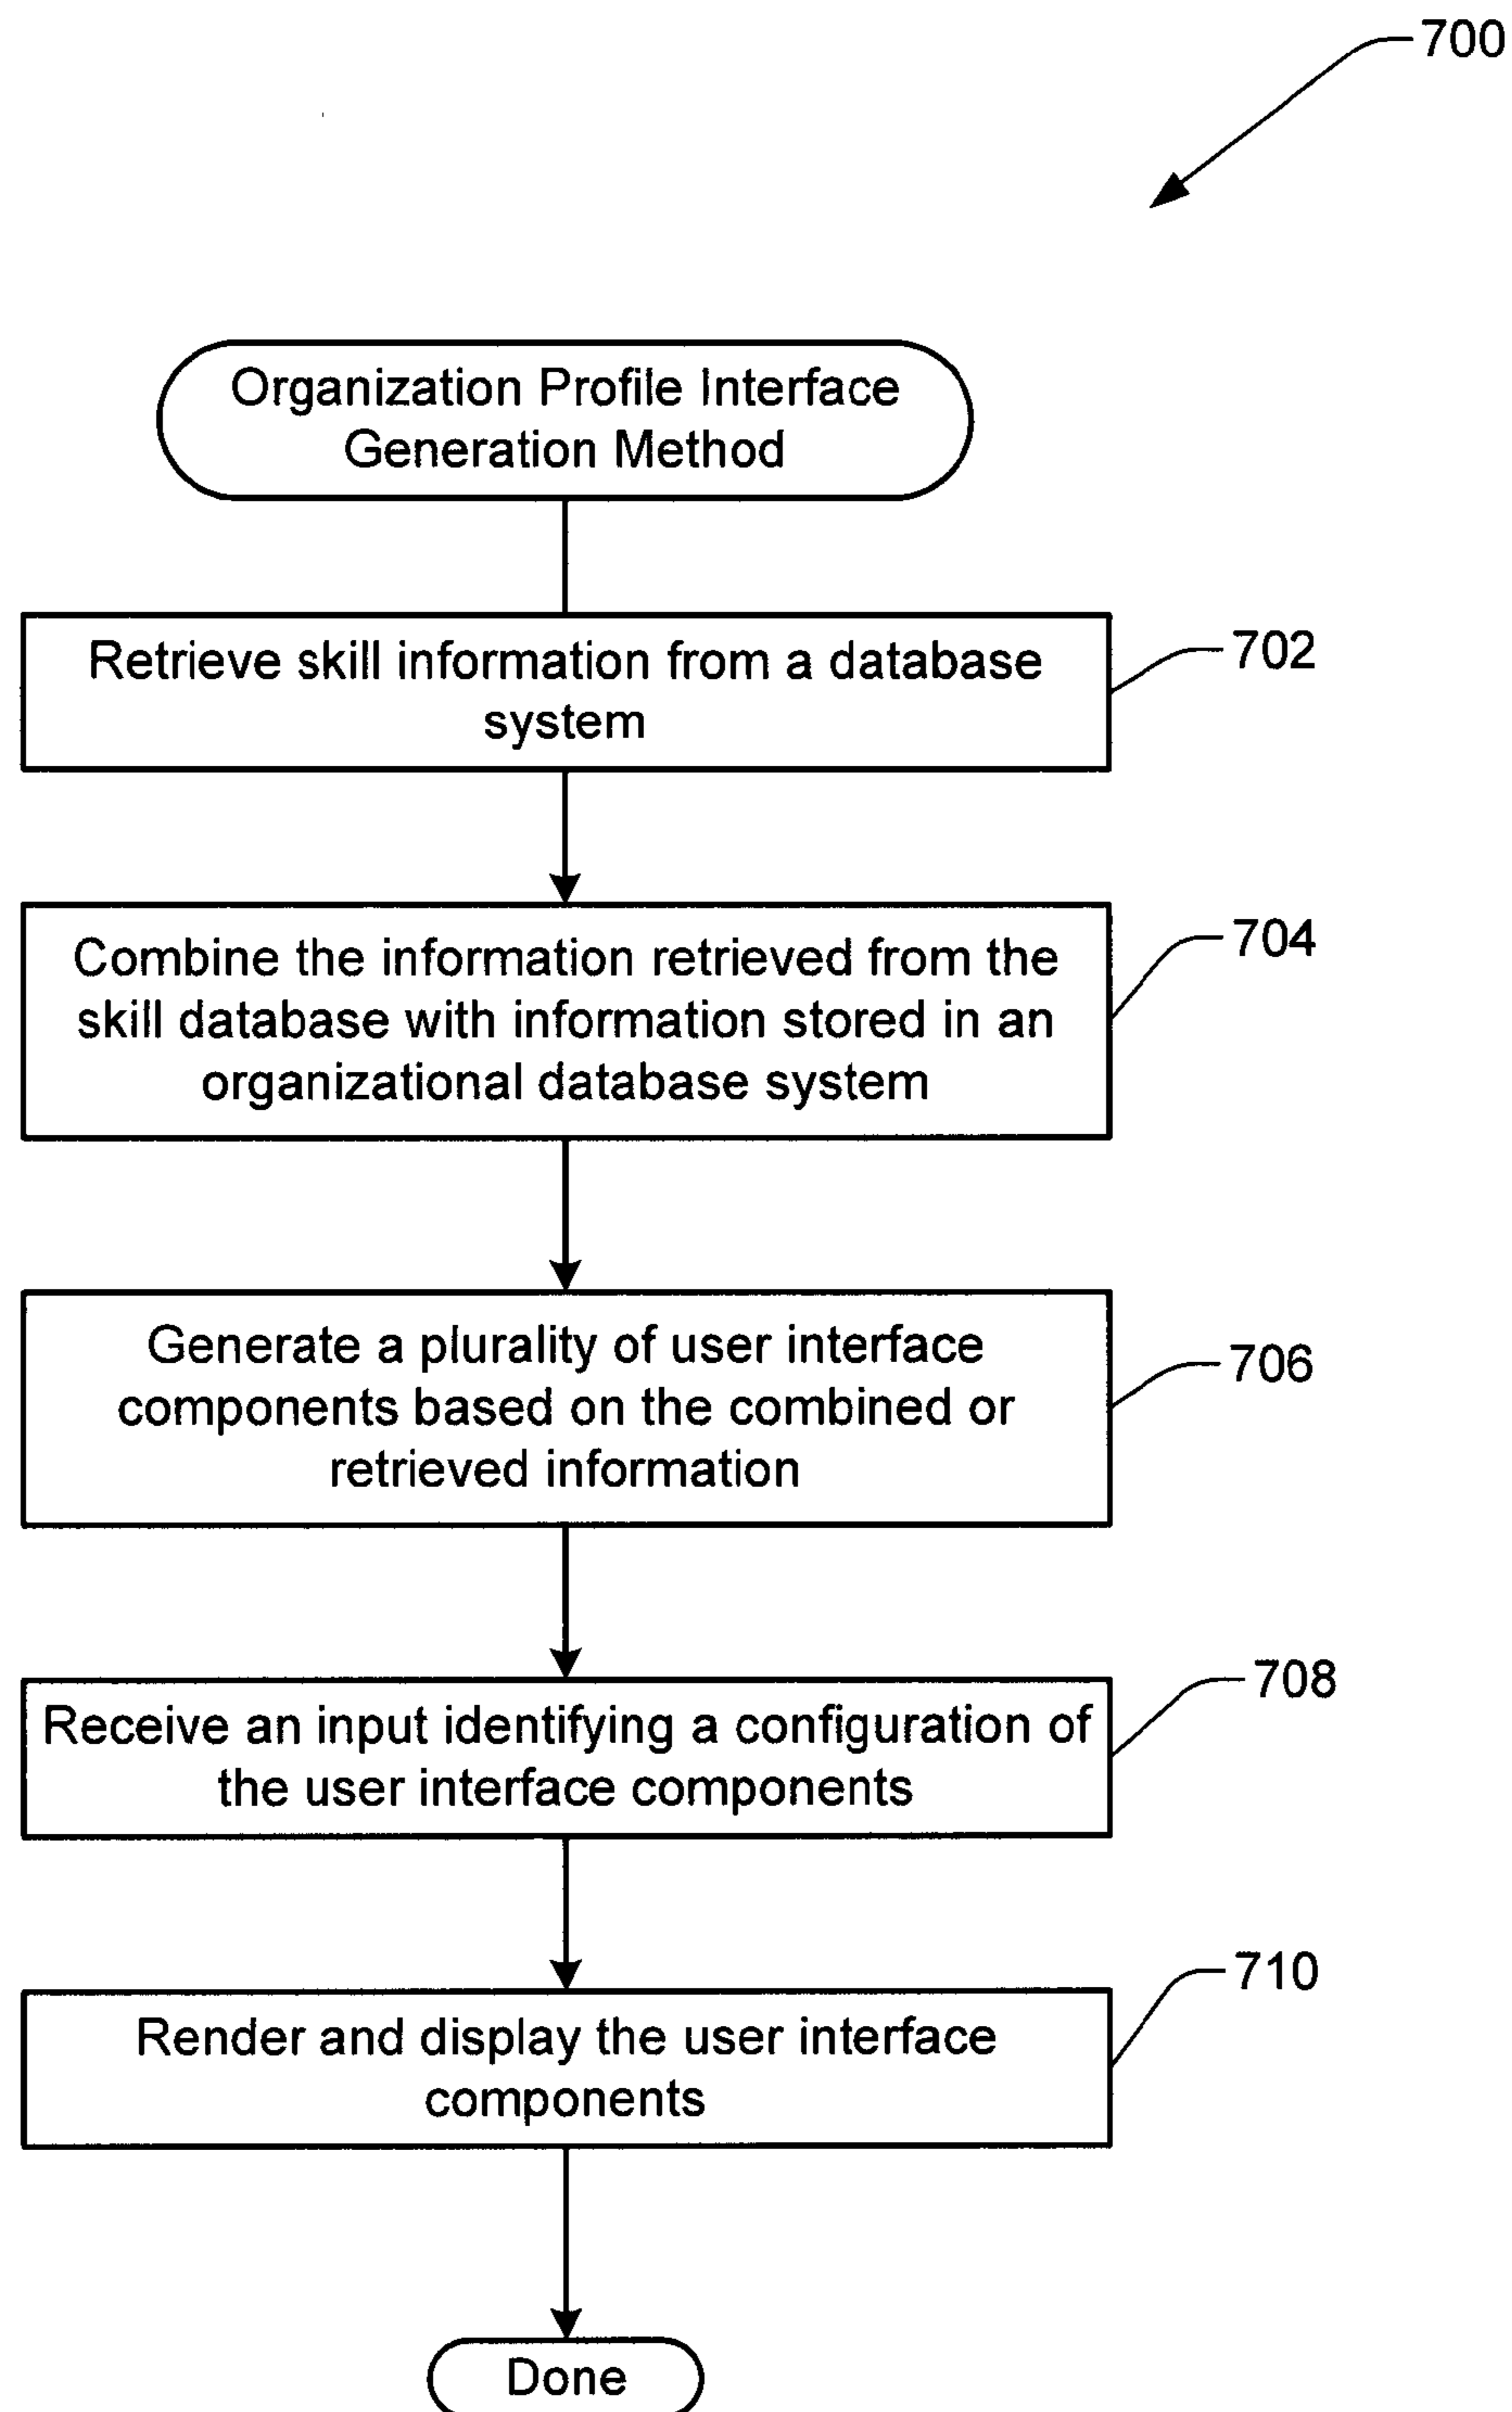 700
Organization Profile Interface
Generation Method
Retrieve skill information from a database
system
702
Combine the information retrieved from the
skill database with information stored in an
organizational database system
704
Generate a plurality of user interface
components based on the combined or
retrieved information
706
Receive an input identifying a configuration of
the user interface components
708
Render and display the user interface
components
710
Done